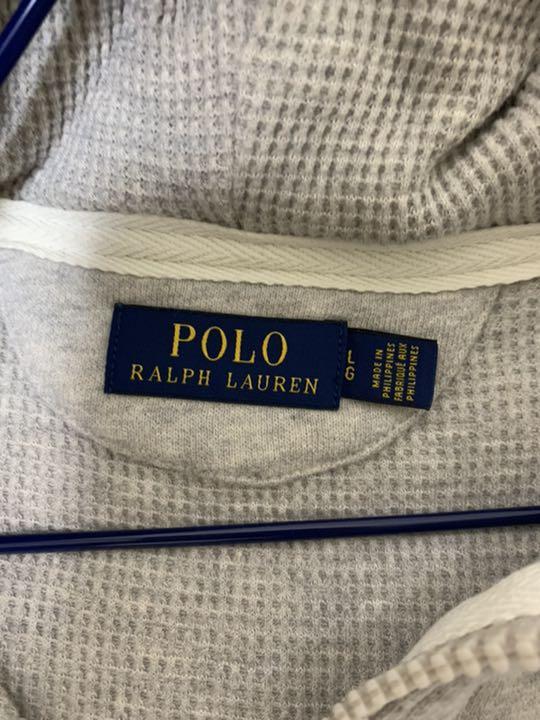 POLO
RALPH LAUREN
L
G
MADE IN
PHILIPPINES
FABRIQUÉ AUX
PHILIPPINES